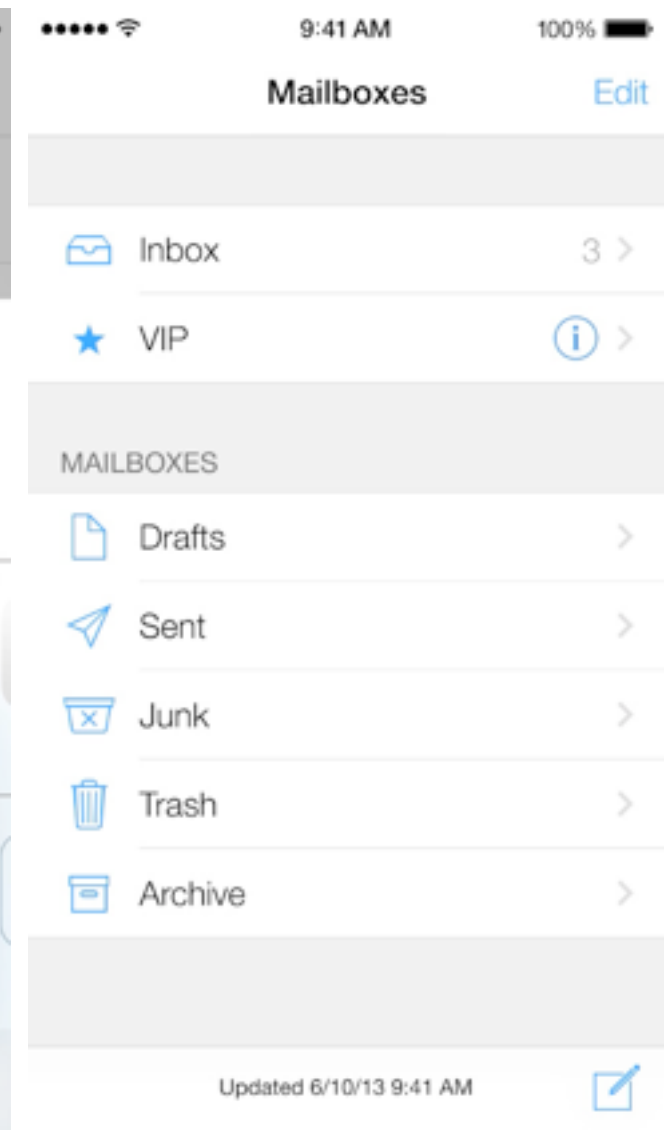 9:41 AM 100%
Mailboxes Edit
Inbox 3
VIP i
MAILBOXES
Drafts
Sent
Junk
Trash
Archive
Updated 6/10/13 9:41 AM